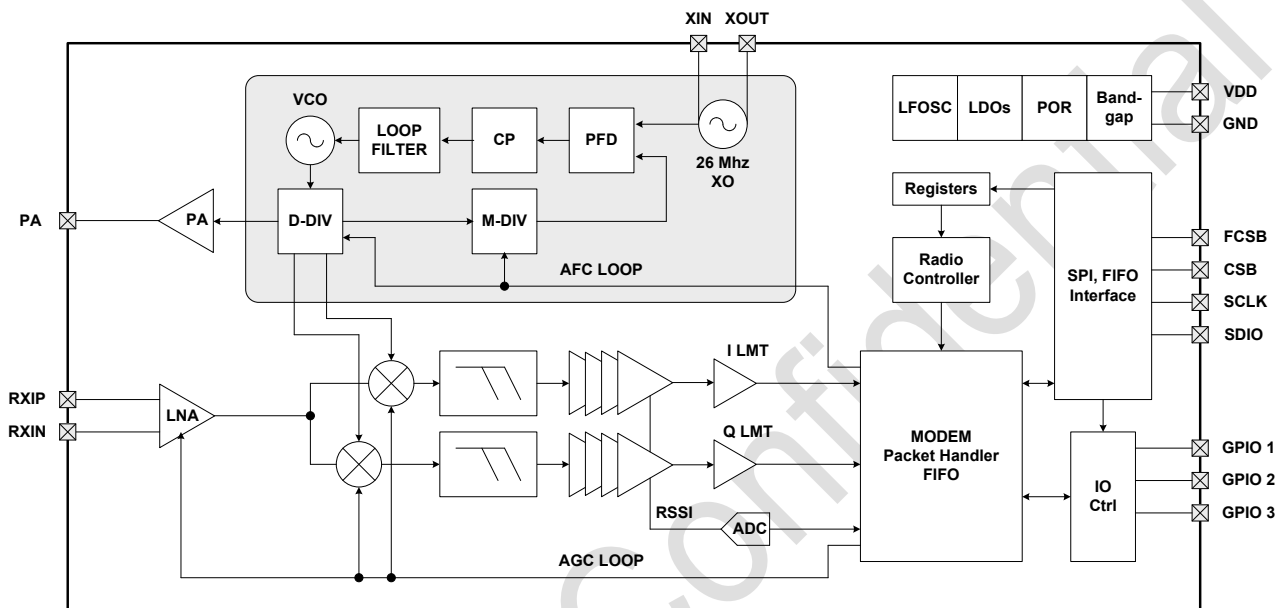 XIN XOUT
VCO
LOOP
FILTER
CP
PFD
26 Mhz
XO
LFOSC
LDOs
POR
Band-
gap
VDD
GND
PA
PA
D-DIV
M-DIV
AFC LOOP
Registers
Radio
Controller
SPI, FIFO
Interface
FCSB
CSB
SCLK
SDIO
RXIP
RXIN
LNA
I LMT
Q LMT
RSSI
ADC
AGC LOOP
MODEM
Packet Handler
FIFO
IO
Ctrl
GPIO 1
GPIO 2
GPIO 3
Confidential